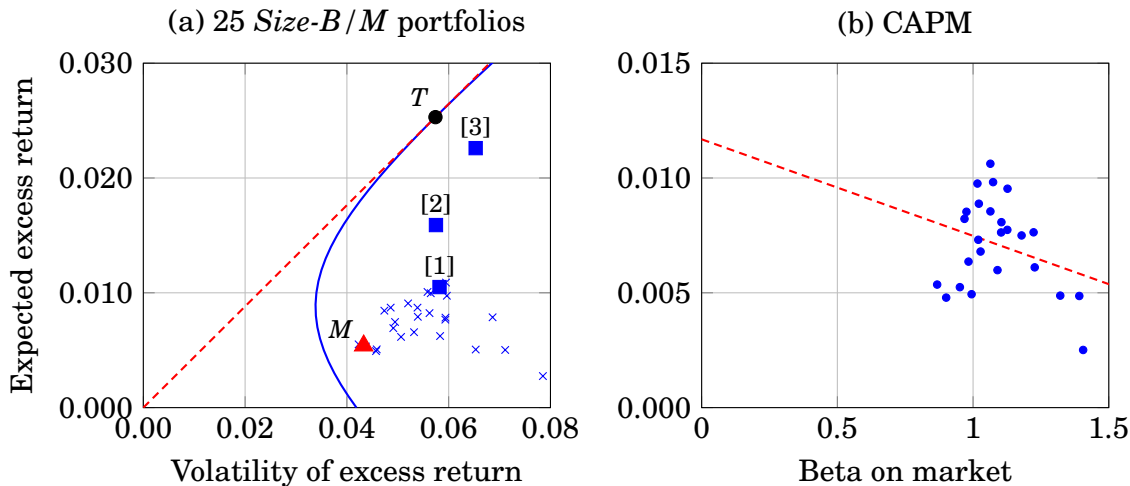 (a) 25 Size-B/M portfolios
Expected excess return
0.030
0.020
0.010
0.000
T
[3]
[2]
[1]
M
0.00 0.02 0.04 0.06 0.08
Volatility of excess return
(b) CAPM
0.015
0.010
0.005
0.000
0 0.5 1 1.5
Beta on market